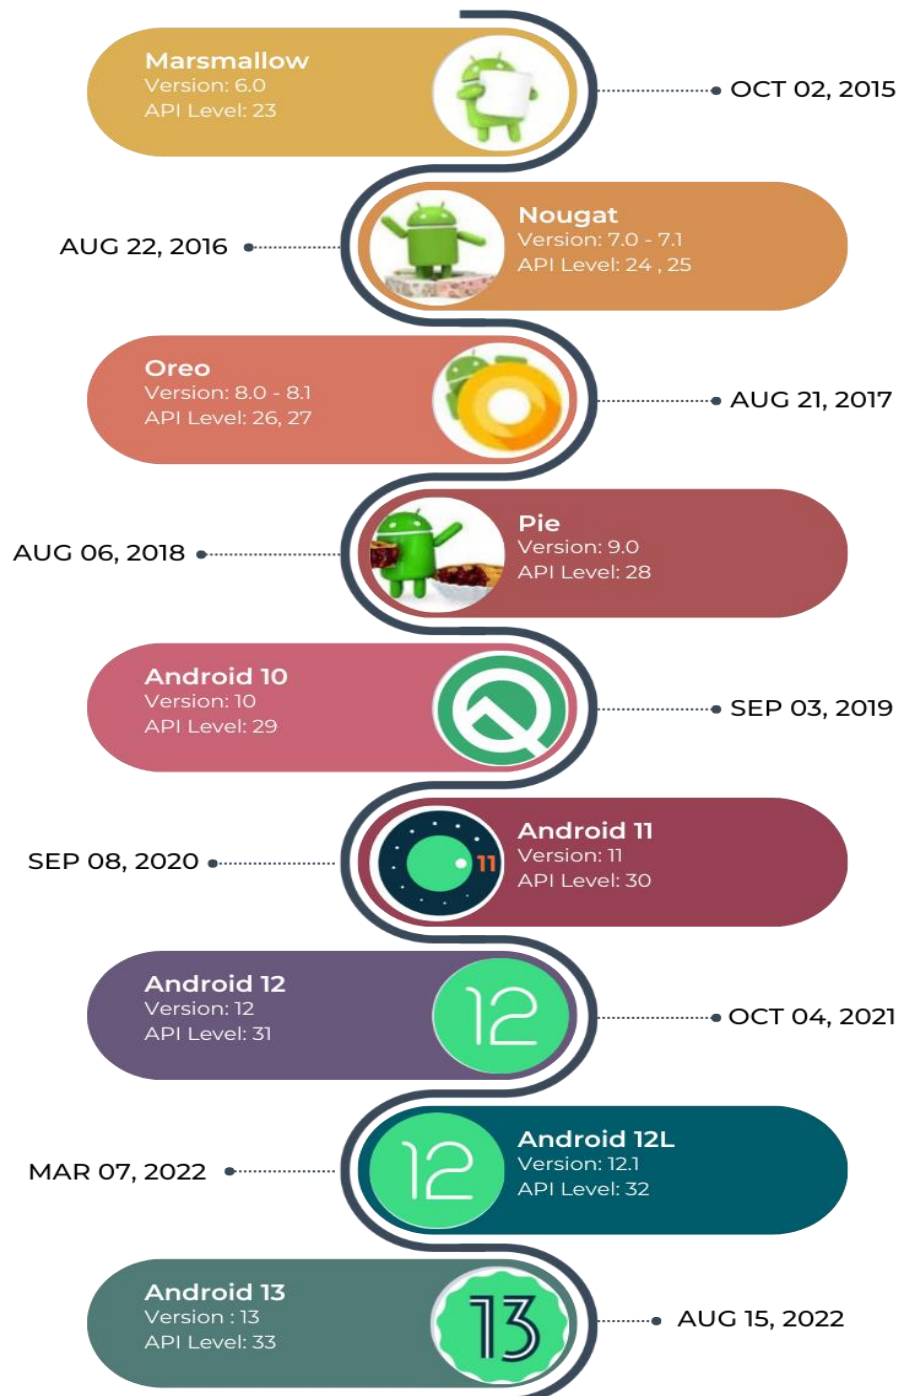 Marsmallow
Version: 6.0
API Level: 23
OCT 02, 2015
Nougat
Version: 7.0 - 7.1
API Level: 24 , 25
AUG 22, 2016
Oreo
Version: 8.0 - 8.1
API Level: 26, 27
AUG 21, 2017
Pie
Version: 9.0
API Level: 28
AUG 06, 2018
Android 10
Version: 10
API Level: 29
SEP 03, 2019
Android 11
Version: 11
API Level: 30
11
SEP 08, 2020
Android 12
Version: 12
API Level: 31
12
OCT 04, 2021
Android 12L
Version: 12.1
API Level: 32
12
MAR 07, 2022
Android 13
Version : 13
API Level: 33
13
AUG 15, 2022